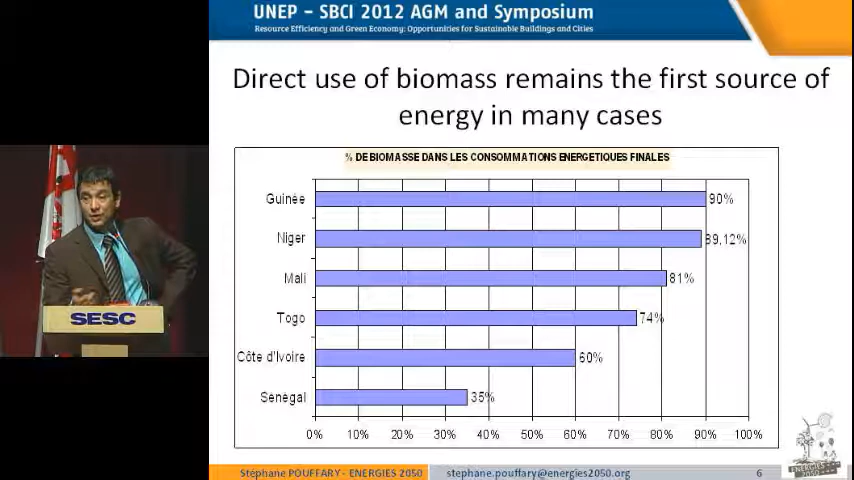 UNEP – SBCI 2012 AGM and Symposium
Resource Efficiency and Green Economy: Opportunities for Sustainable Buildings and Cities
Direct use of biomass remains the first source of
energy in many cases
% DE BIOMASSE DANS LES CONSOMMATIONS ENERGETIQUES FINALES
Guinée 90%
Niger 89,12%
Mali 81%
Togo 74%
Côte d'Ivoire 60%
Sénégal 35%
0% 10% 20% 30% 40% 50% 60% 70% 80% 90% 100%
SESC
Stéphane POUFFARY - ENERGIES 2050 stephane.pouffary@energies2050.org 6
ENERGIES
2050